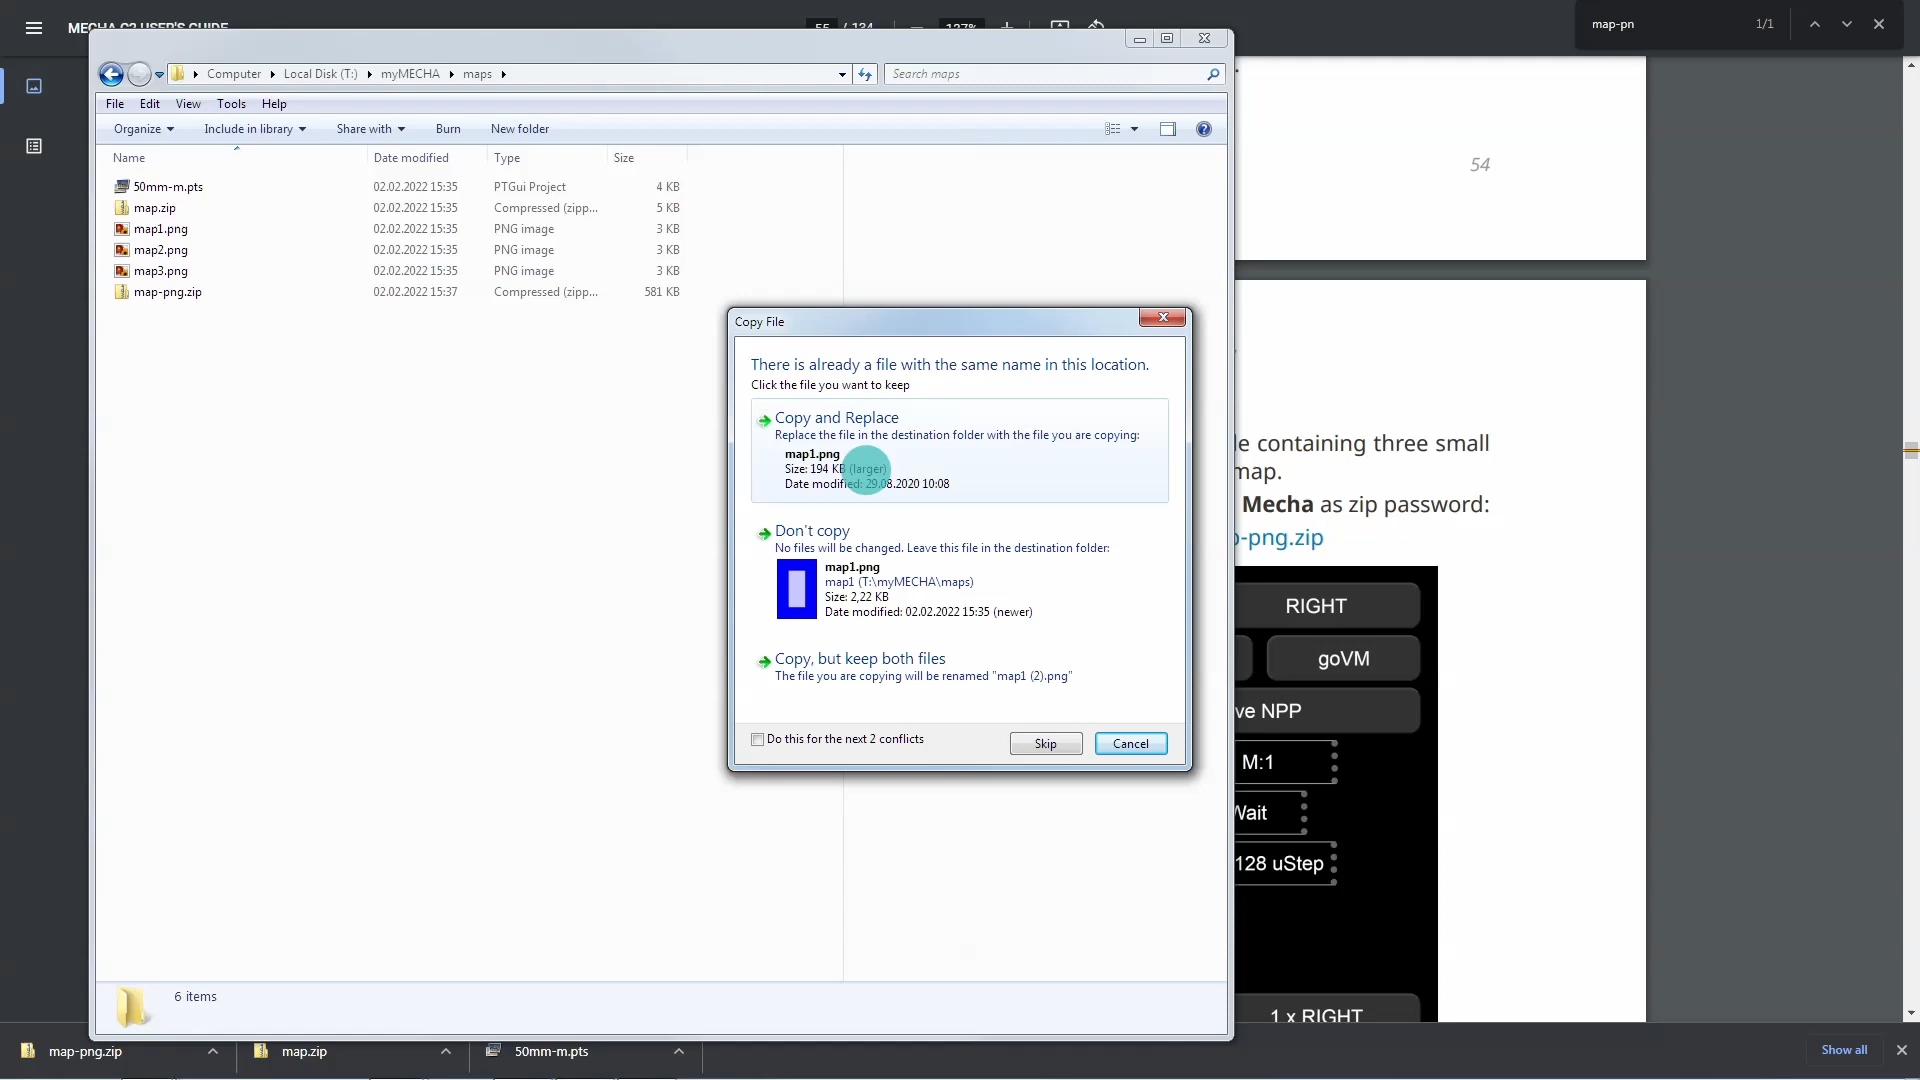 MECHA C2 USER'S GUIDE
55 / 134
127%
map-pn
1/1
Computer
Local Disk (T:)
myMECHA
maps
Search maps
File
Edit
View
Tools
Help
Organize
Include in library
Share with
Burn
New folder
Name
Date modified
Type
Size
50mm-m.pts
02.02.2022 15:35
PTGui Project
4 KB
map.zip
02.02.2022 15:35
Compressed (zipp...
5 KB
map1.png
02.02.2022 15:35
PNG image
3 KB
map2.png
02.02.2022 15:35
PNG image
3 KB
map3.png
02.02.2022 15:35
PNG image
3 KB
map-png.zip
02.02.2022 15:37
Compressed (zipp...
581 KB
54
Copy File
There is already a file with the same name in this location.
Click the file you want to keep
Copy and Replace
Replace the file in the destination folder with the file you are copying:
map1.png
Size: 194 KB (larger)
Date modified: 29.08.2020 10:08
Don't copy
No files will be changed. Leave this file in the destination folder:
map1.png
map1 (T:\myMECHA\maps)
Size: 2,22 KB
Date modified: 02.02.2022 15:35 (newer)
Copy, but keep both files
The file you are copying will be renamed "map1 (2).png"
Do this for the next 2 conflicts
Skip
Cancel
le containing three small
map.
Mecha as zip password:
-png.zip
RIGHT
goVM
ve NPP
M:1
Wait
128 uStep
1 x RIGHT
6 items
map-png.zip
map.zip
50mm-m.pts
Show all